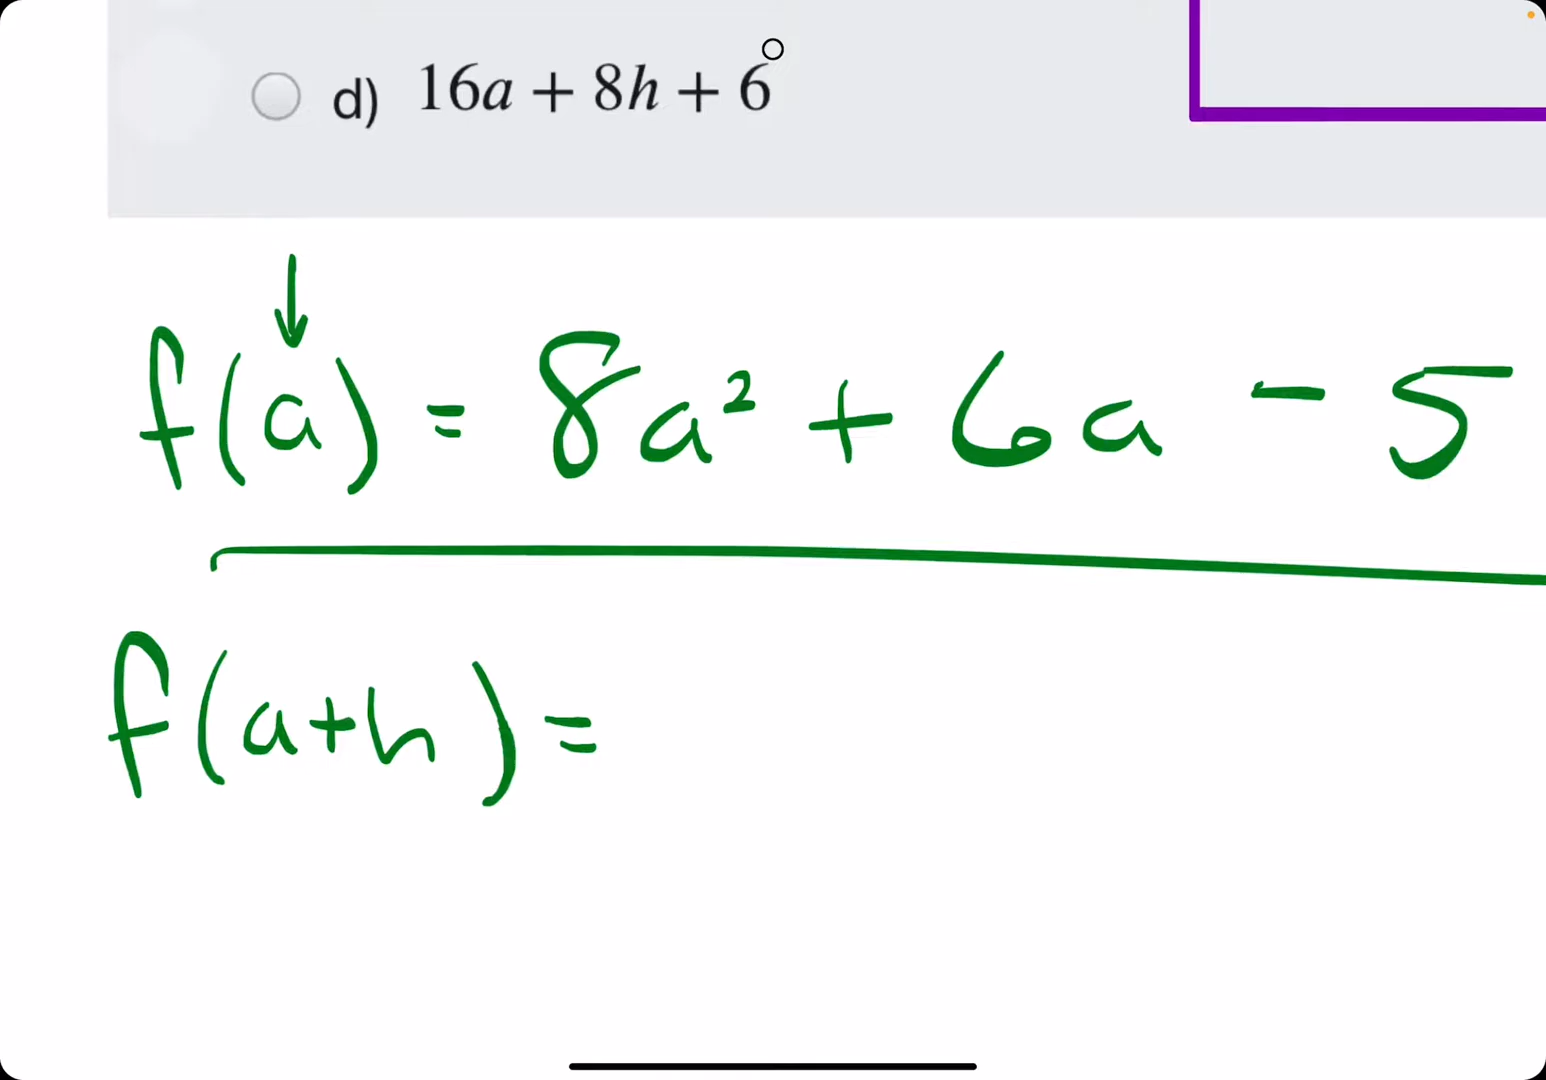 d) 16a + 8h + 6
f(a) = 8a² + 6a - 5
f(a+h) =